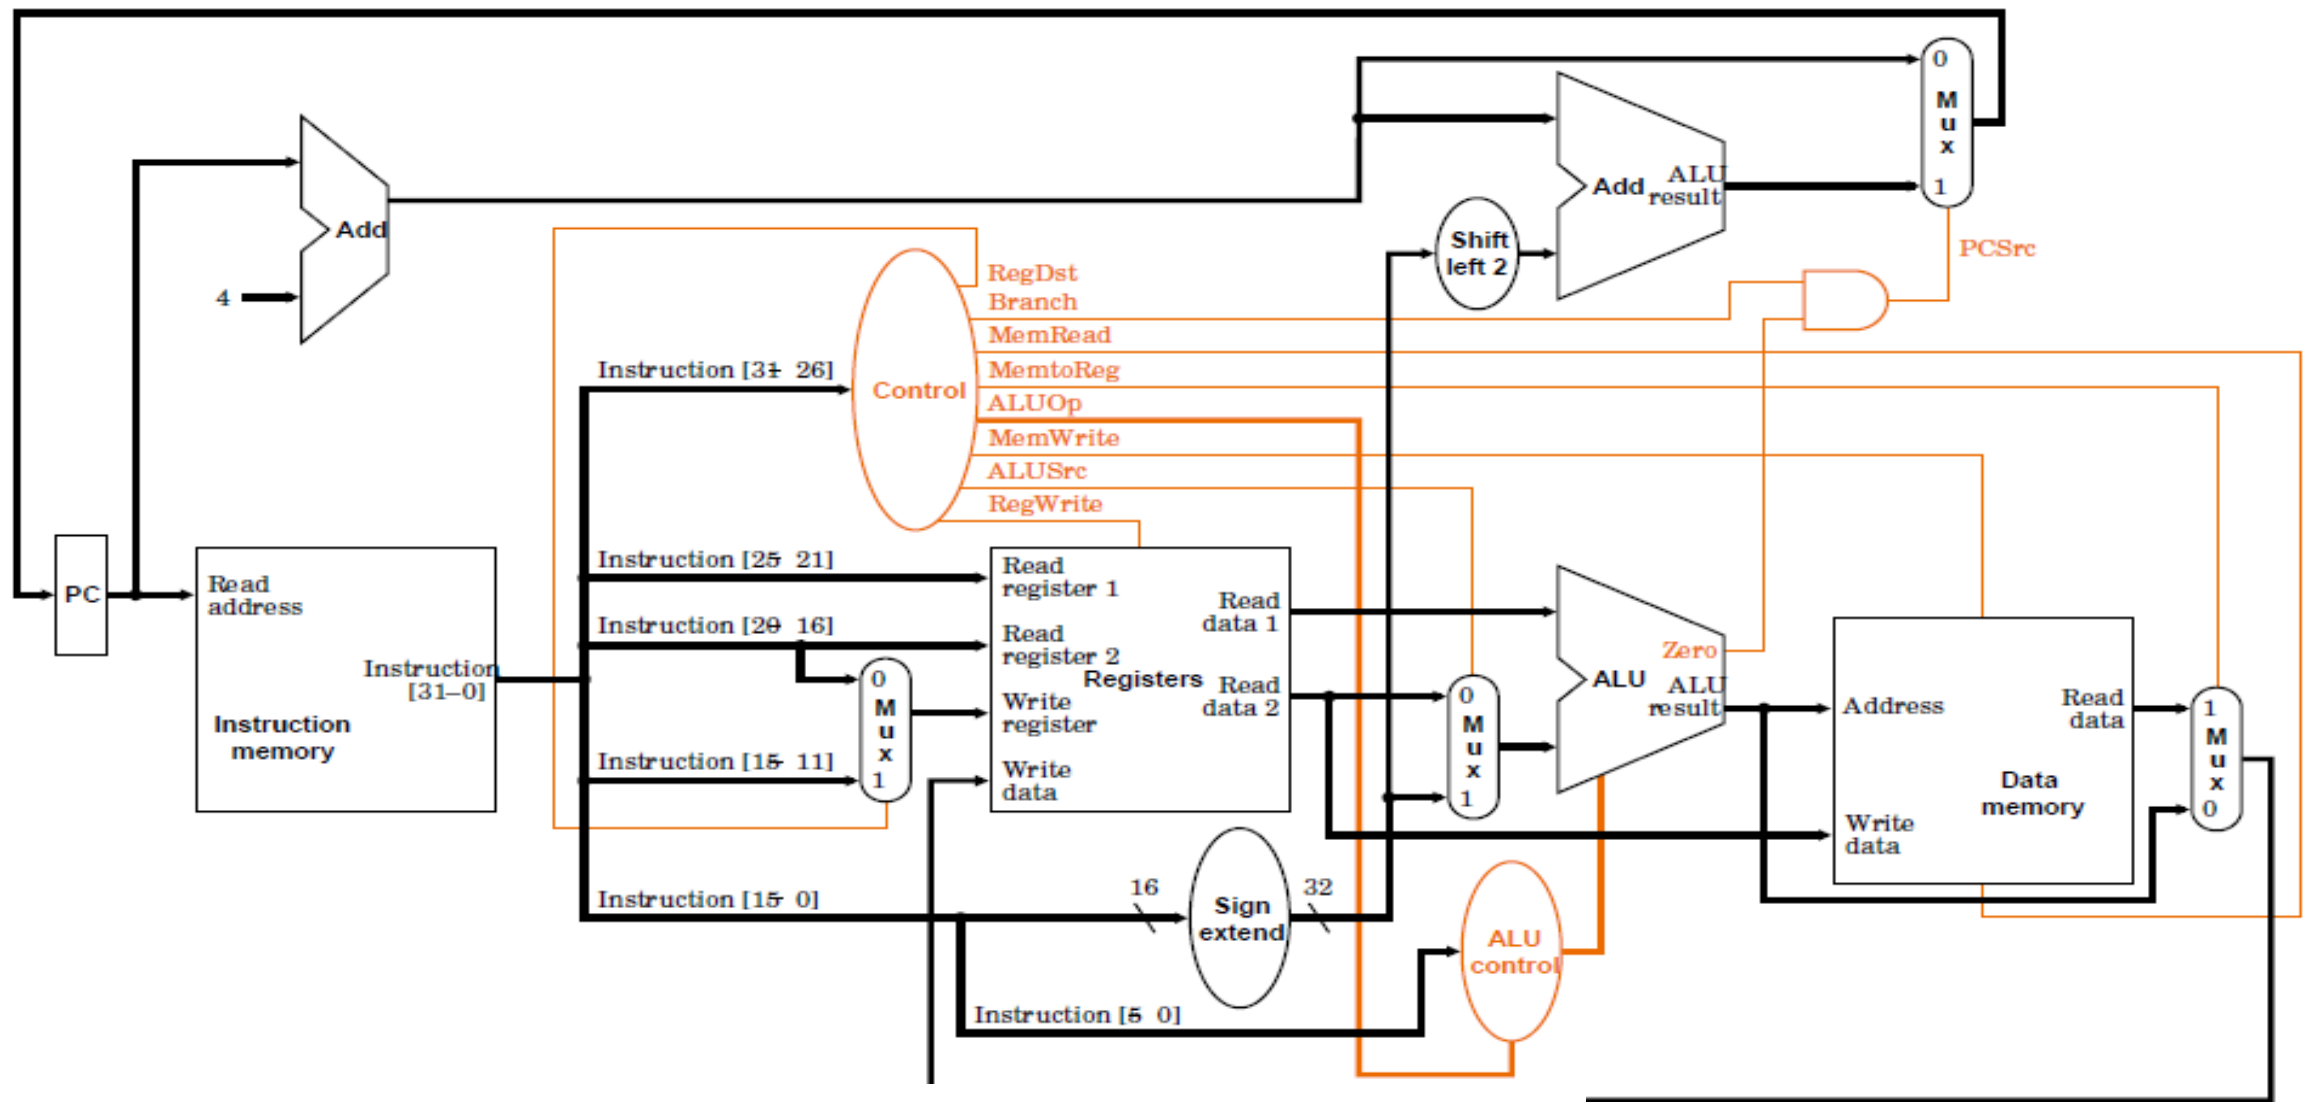 0
M
u
x
1
Add
ALU
result
Add
Shift
left 2
PCSrc
4
RegDst
Branch
MemRead
MemtoReg
ALUOp
MemWrite
ALUSrc
RegWrite
Control
Instruction [31 26]
PC
Read
address
Instruction
[31–0]
Instruction
memory
Instruction [25 21]
Instruction [20 16]
Instruction [15 11]
0
M
u
x
1
Read
register 1
Read
register 2
Write
register
Write
data
Registers
Read
data 1
Read
data 2
0
M
u
x
1
Zero
ALU
ALU
result
Address
Write
data
Read
data
Data
memory
1
M
u
x
0
Instruction [15 0]
16
Sign
extend
32
ALU
control
Instruction [5 0]